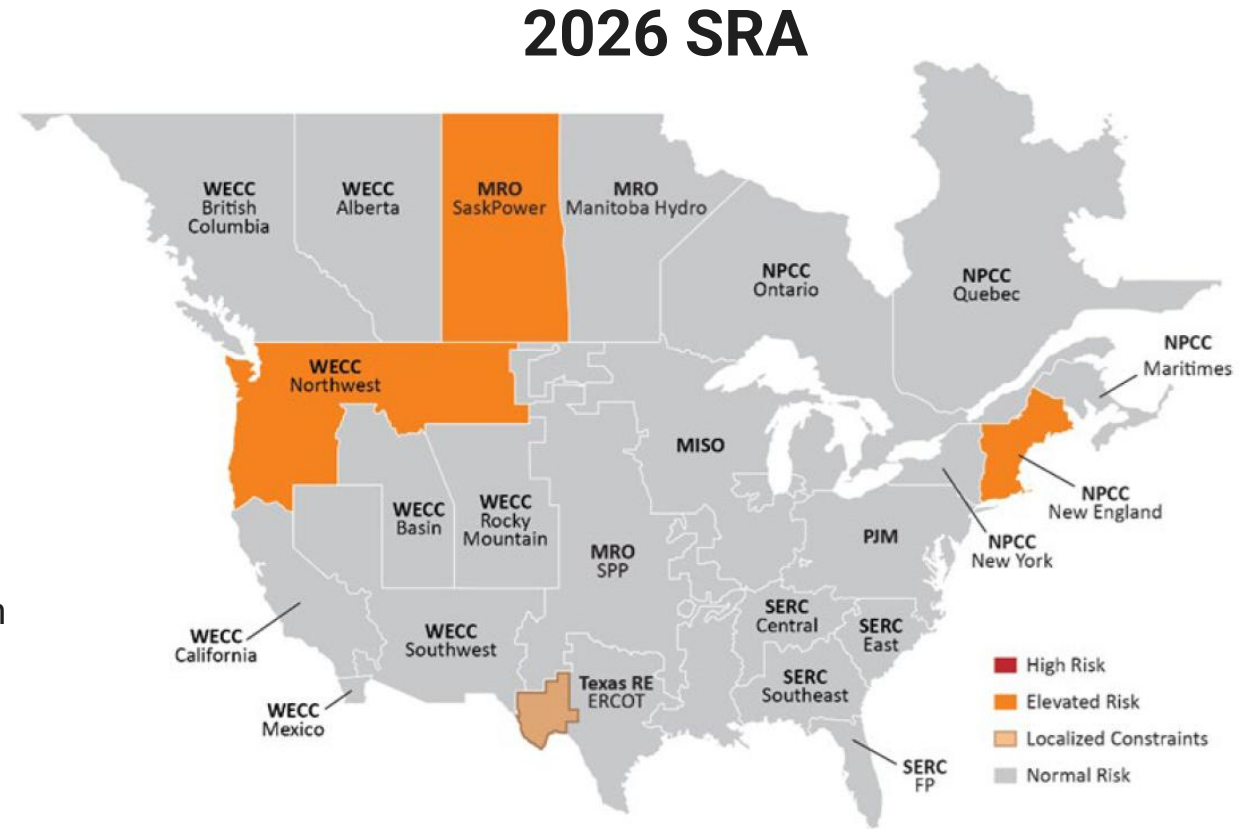 2026 SRA
WECC
British
Columbia
WECC
Alberta
MRO
SaskPower
MRO
Manitoba Hydro
NPCC
Ontario
NPCC
Quebec
NPCC
Maritimes
WECC
Northwest
MISO
NPCC
New England
NPCC
New York
WECC
Basin
WECC
Rocky
Mountain
MRO
SPP
PJM
n
WECC
California
WECC
Southwest
SERC
Central
SERC
East
SERC
Southeast
WECC
Mexico
Texas RE
ERCOT
SERC
FP
High Risk
Elevated Risk
Localized Constraints
Normal Risk